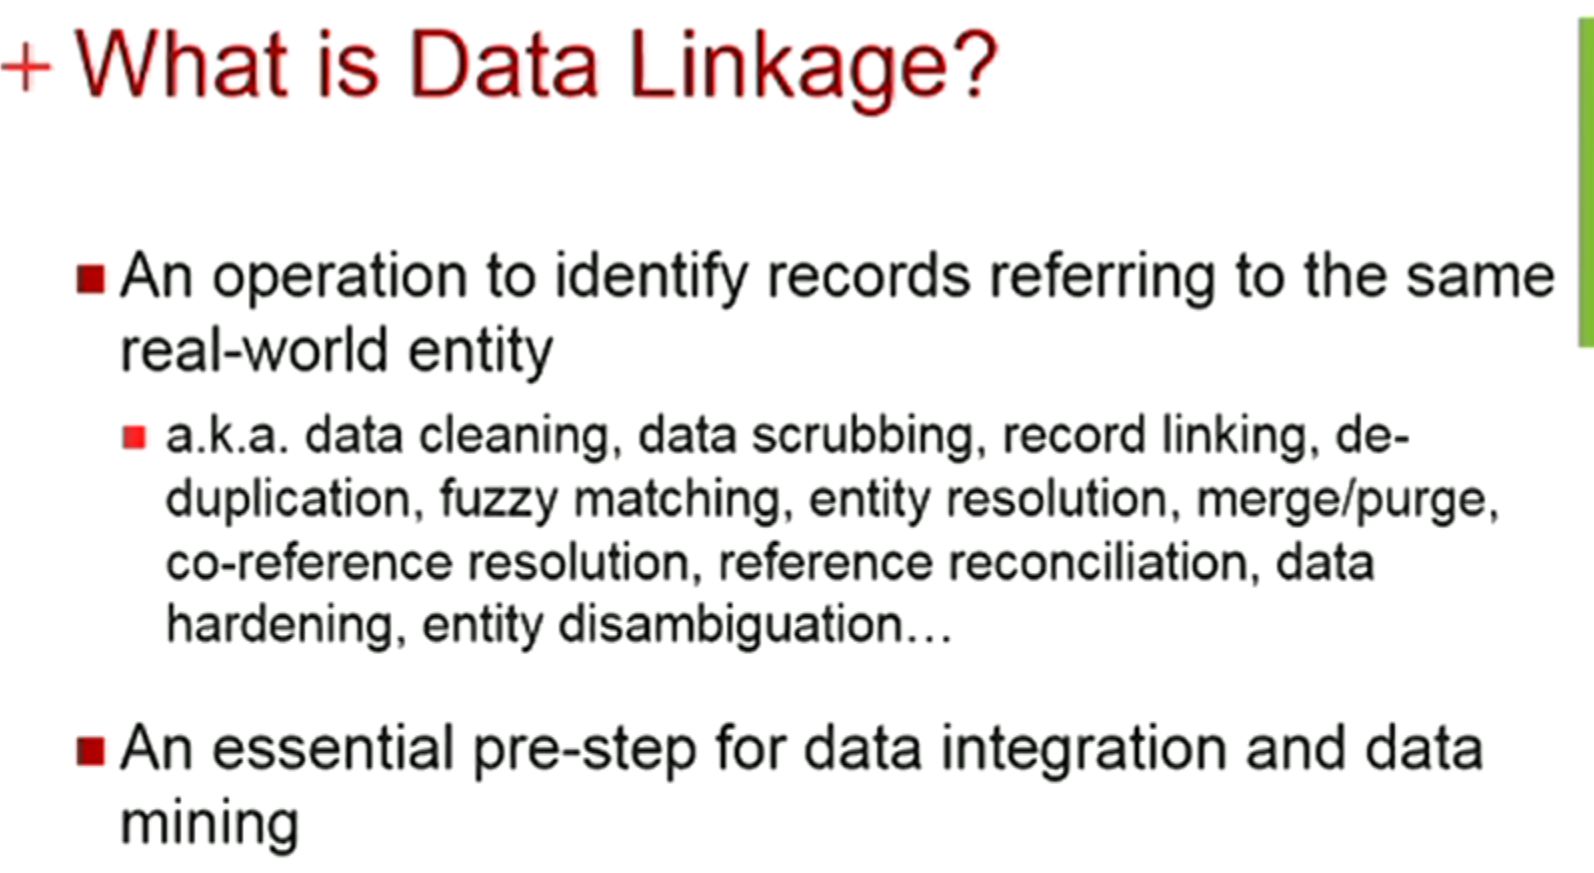 + What is Data Linkage?
An operation to identify records referring to the same
real-world entity
a.k.a. data cleaning, data scrubbing, record linking, de-
duplication, fuzzy matching, entity resolution, merge/purge,
co-reference resolution, reference reconciliation, data
hardening, entity disambiguation...
An essential pre-step for data integration and data
mining